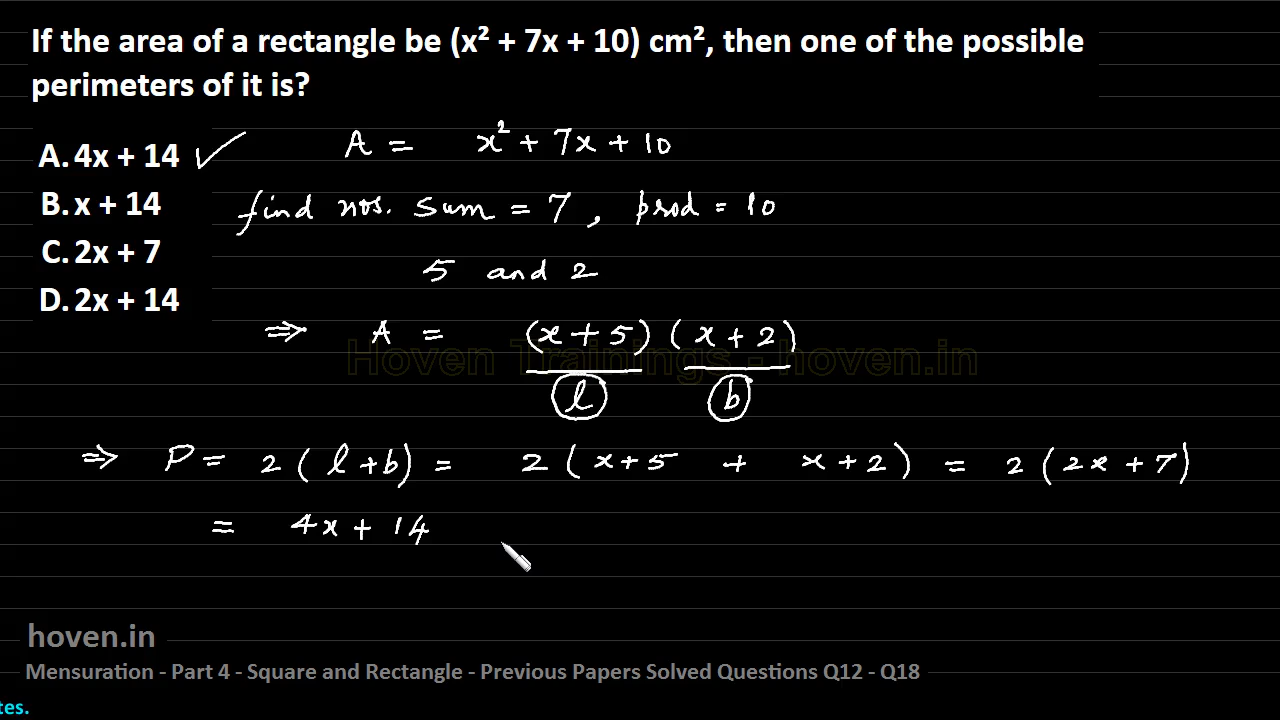 If the area of a rectangle be (x² + 7x + 10) cm², then one of the possible
perimeters of it is?
A. 4x + 14 ✓
B. x + 14
C. 2x + 7
D. 2x + 14
A = x² + 7x + 10
find nos. sum = 7, prod = 10
5 and 2
⇒ A = (x + 5) (x + 2)
Hoven Trainings - hoven.in
l b
⇒ P = 2 ( l + b ) = 2 ( x + 5 + x + 2 ) = 2 ( 2x + 7 )
= 4x + 14
hoven.in
Mensuration - Part 4 - Square and Rectangle - Previous Papers Solved Questions Q12 - Q18
tes.